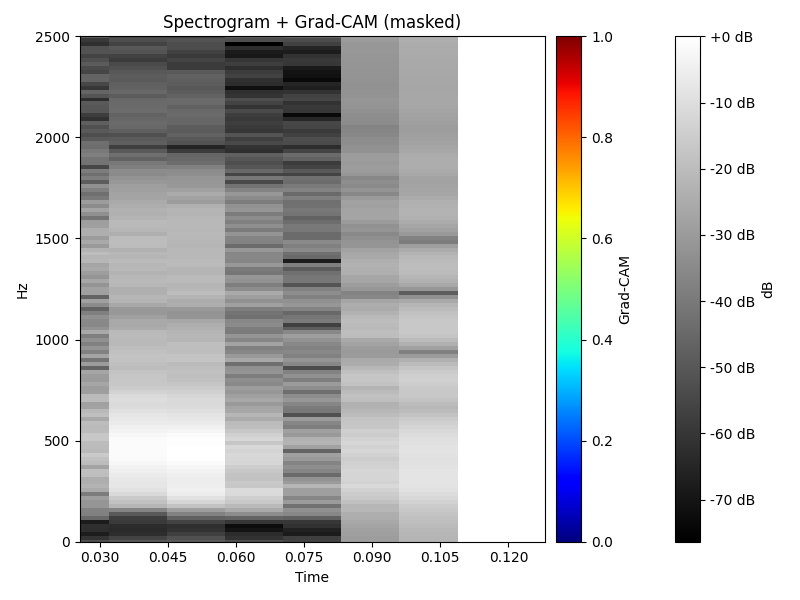 Spectrogram + Grad-CAM (masked)
2500
2000
1500
1000
500
0
Hz
0.030
0.045
0.060
0.075
0.090
0.105
0.120
Time
1.0
0.8
0.6
0.4
0.2
0.0
Grad-CAM
+0 dB
-10 dB
-20 dB
-30 dB
-40 dB
-50 dB
-60 dB
-70 dB
dB